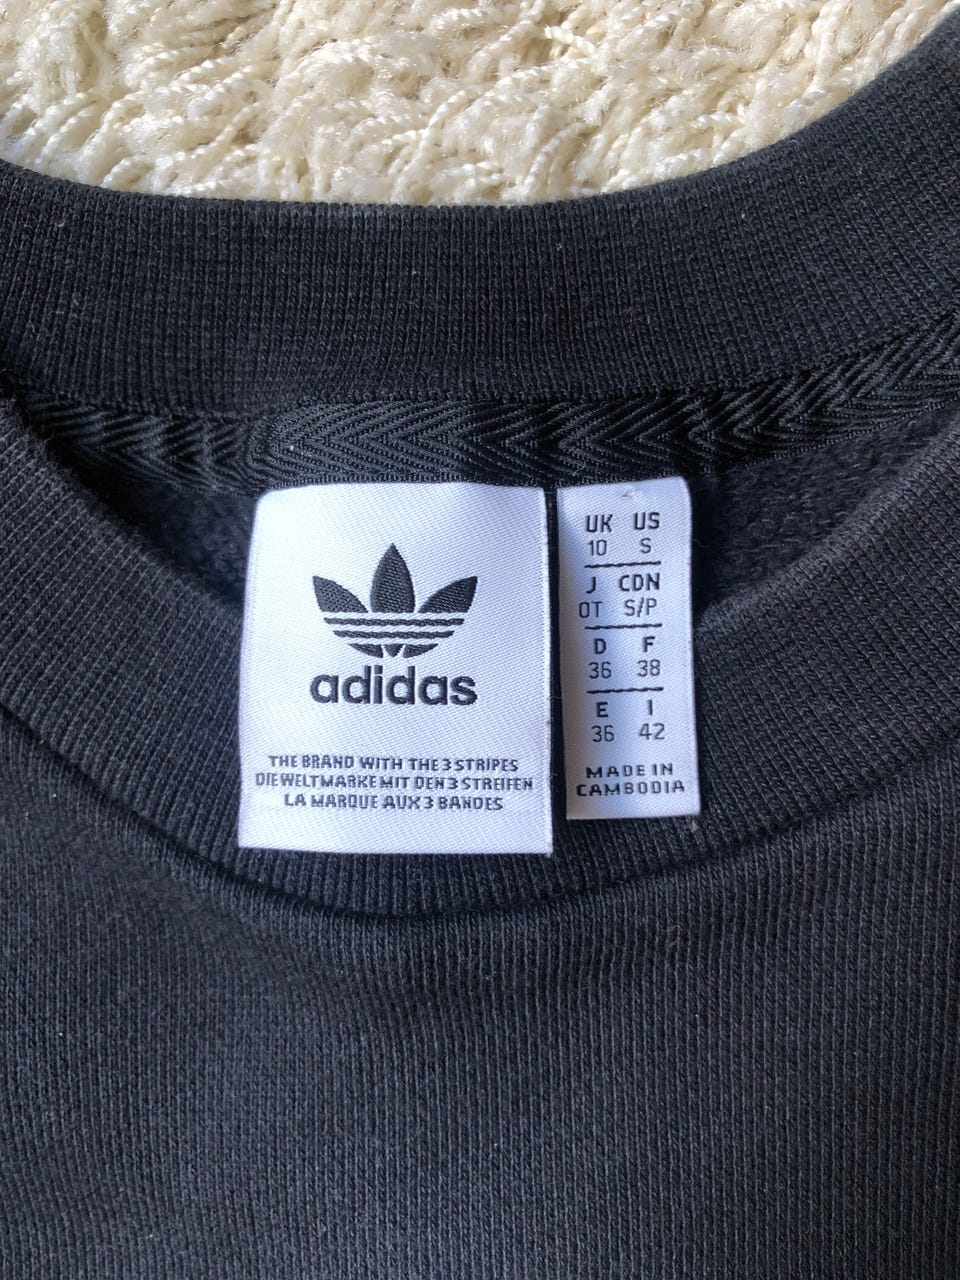 adidas
THE BRAND WITH THE 3 STRIPES
DIE WELTMARKE MIT DEN 3 STREIFEN
LA MARQUE AUX 3 BANDES
UK US
10 S
J CDN
OT S/P
D F
36 38
E I
36 42
MADE IN
CAMBODIA